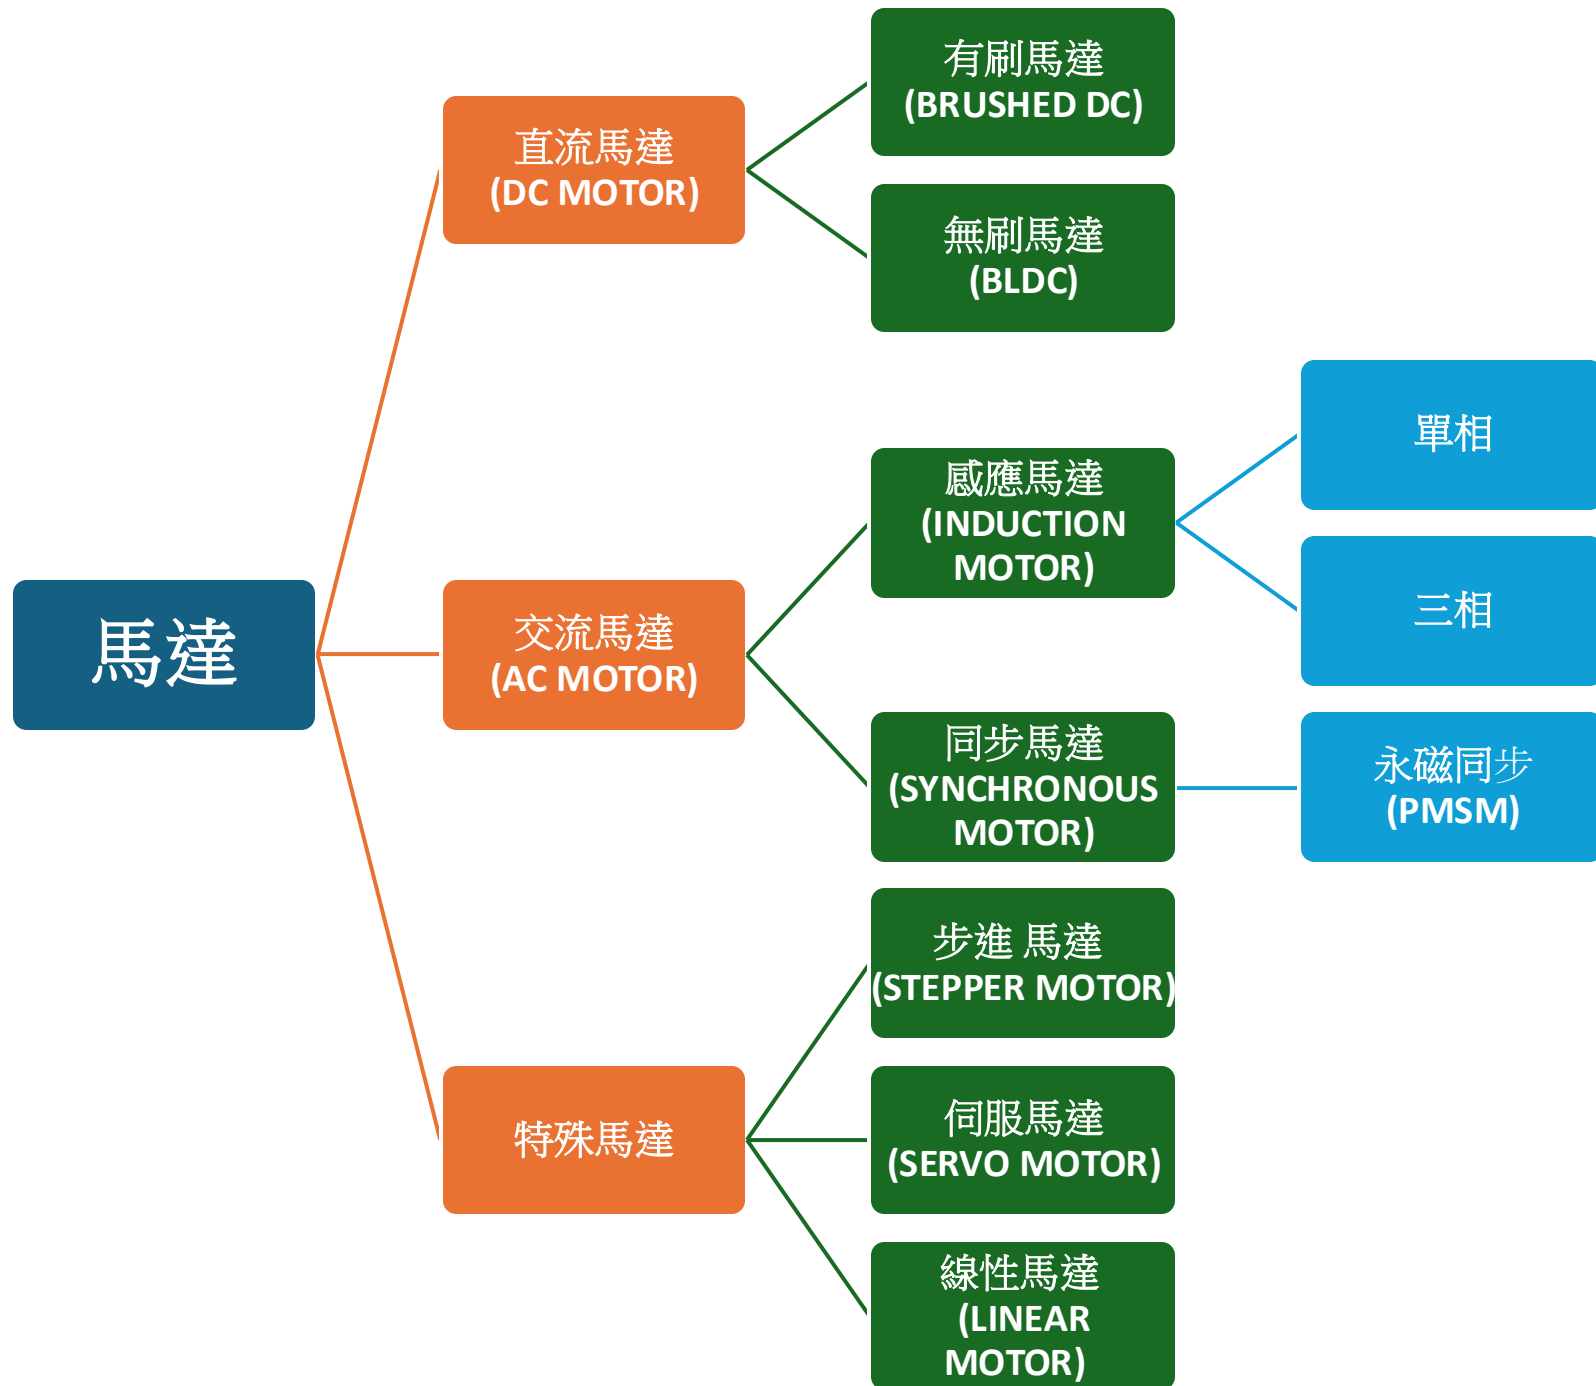 馬達
直流馬達
(DC MOTOR)
有刷馬達
(BRUSHED DC)
無刷馬達
(BLDC)
交流馬達
(AC MOTOR)
感應馬達
(INDUCTION
MOTOR)
單相
三相
同步馬達
(SYNCHRONOUS
MOTOR)
永磁同步
(PMSM)
特殊馬達
步進 馬達
(STEPPER MOTOR)
伺服馬達
(SERVO MOTOR)
線性馬達
(LINEAR
MOTOR)